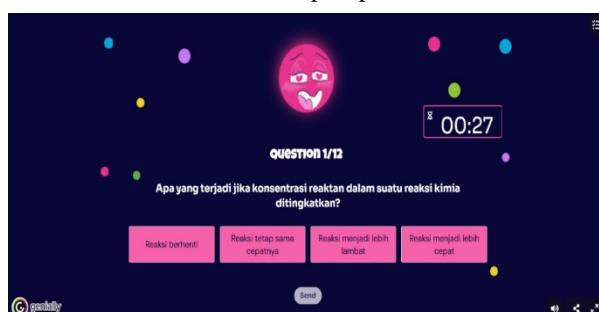 00:27
QUESTION 1/12
Apa yang terjadi jika konsentrasi reaktan dalam suatu reaksi kimia
ditingkatkan?
Reaksi berhenti
Reaksi tetap sama
cepatnya
Reaksi menjadi lebih
lambat
Reaksi menjadi lebih
cepat
Send
genially